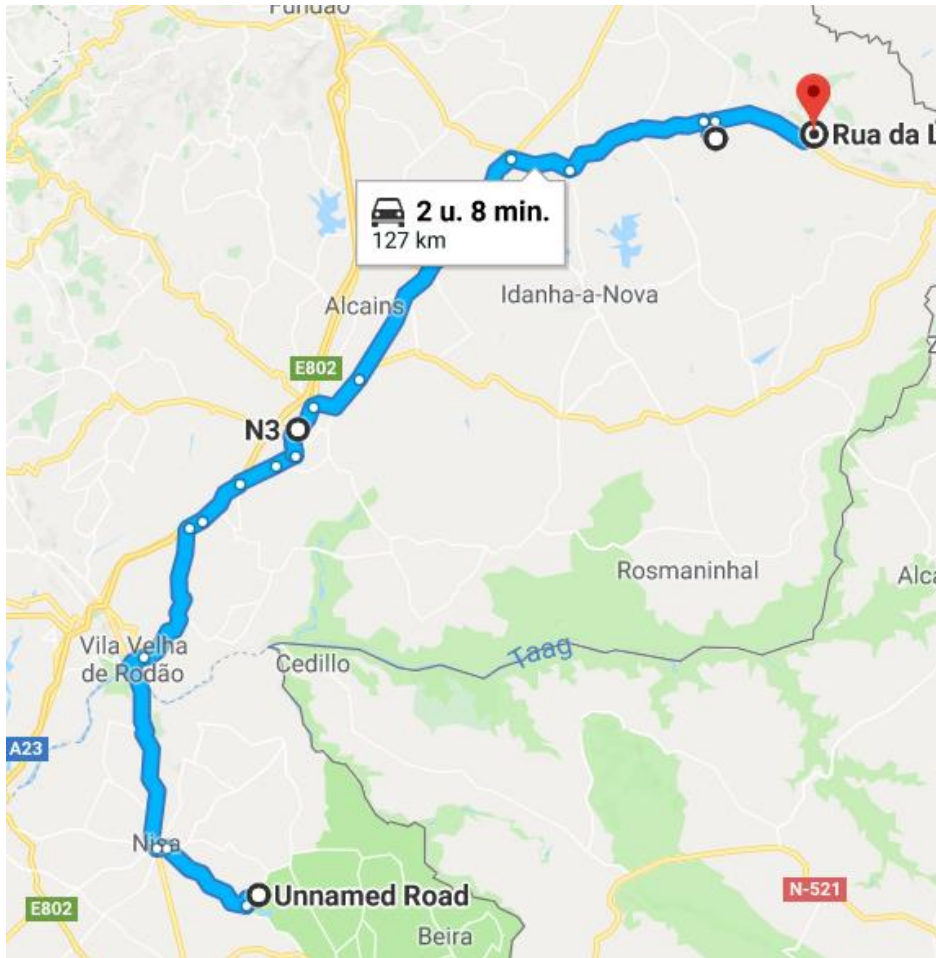 Fundão
Rua da L
2 u. 8 min.
127 km
Idanha-a-Nova
Alcains
E802
N3
Rosmaninhal
Alca
Vila Velha
de Rodão
Taag
Cedillo
A23
Nisa
Unnamed Road
N-521
E802
Beira